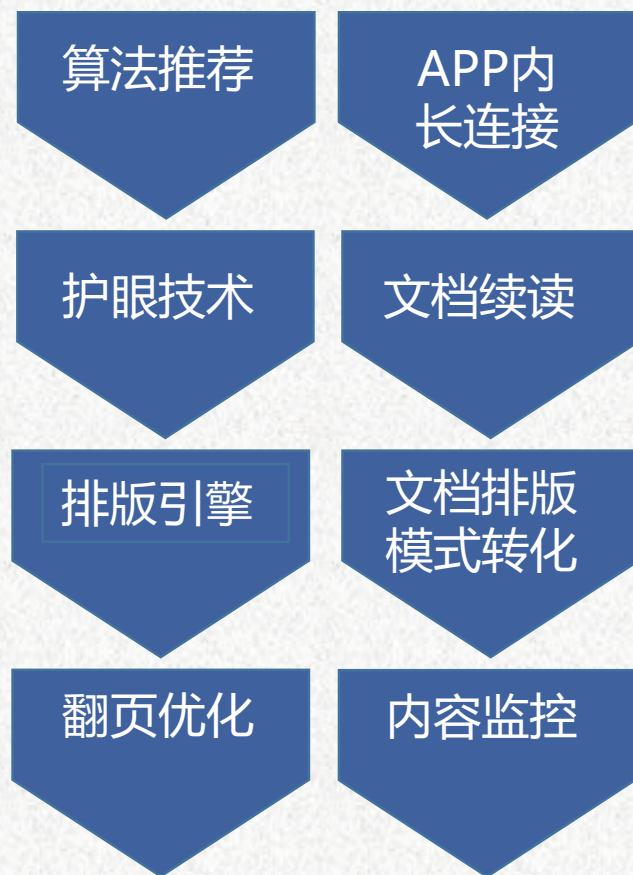 算法推荐
APP内
长连接
护眼技术
文档续读
排版引擎
文档排版
模式转化
翻页优化
内容监控